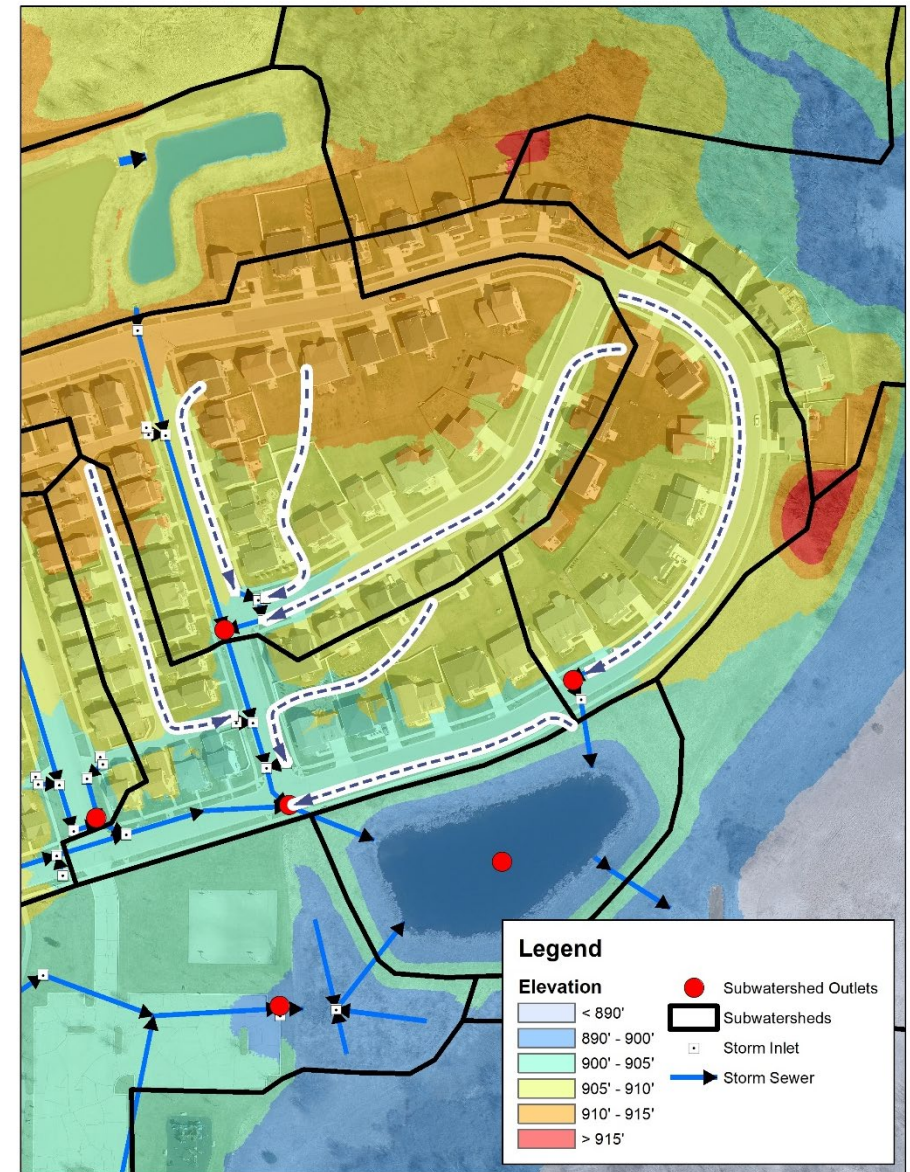 Legend
Elevation
< 890'
890' - 900'
900' - 905'
905' - 910'
910' - 915'
> 915'
Subwatershed Outlets
Subwatersheds
Storm Inlet
Storm Sewer